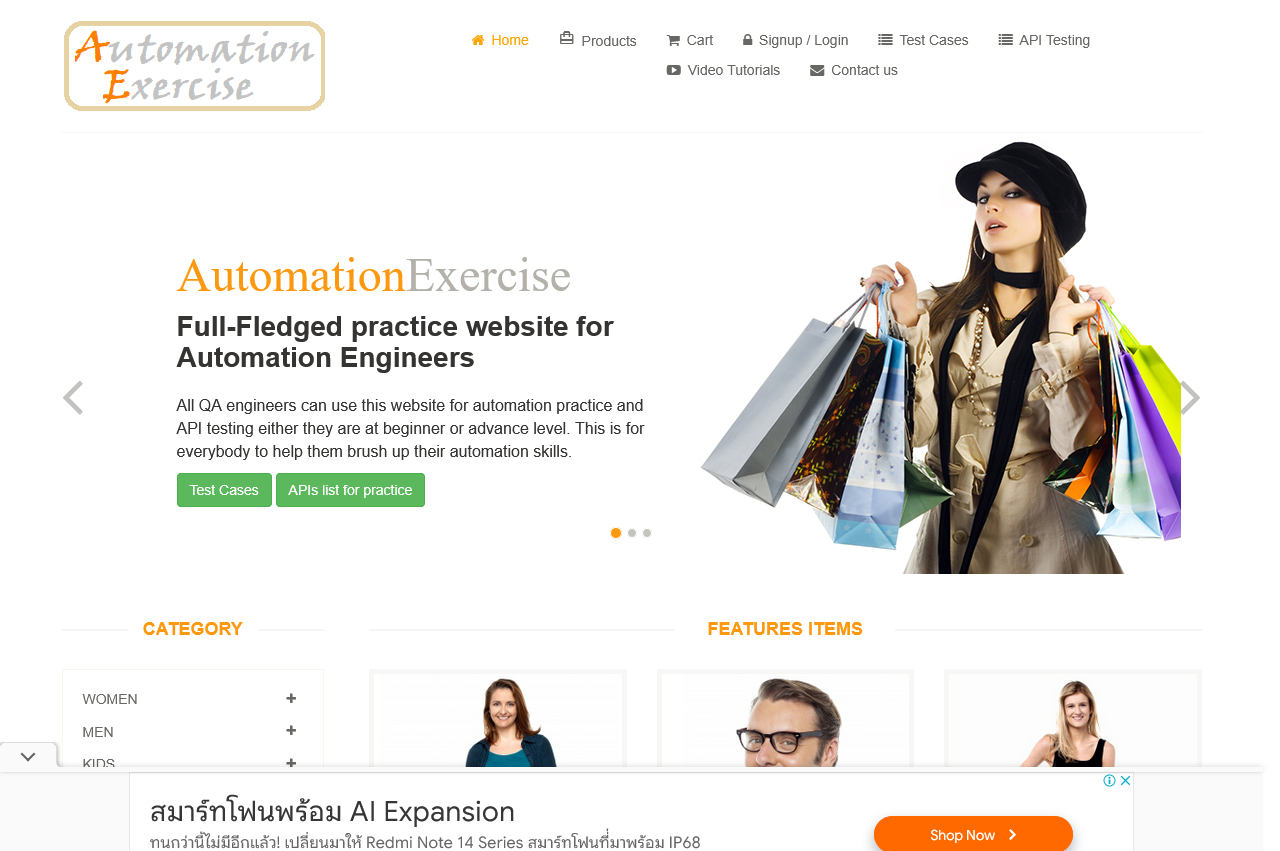 Automation
Exercise
Home
Products
Cart
Signup / Login
Test Cases
API Testing
Video Tutorials
Contact us
AutomationExercise
Full-Fledged practice website for
Automation Engineers
All QA engineers can use this website for automation practice and
API testing either they are at beginner or advance level. This is for
everybody to help them brush up their automation skills.
Test Cases
APIs list for practice
CATEGORY
FEATURES ITEMS
WOMEN
MEN
KIDS
สมาร์ทโฟนพร้อม AI Expansion
ทนกว่านี้ไม่มีอีกแล้ว! เปลี่ยนมาให้ Redmi Note 14 Series สมาร์ทโฟนที่มาพร้อม IP68
Shop Now